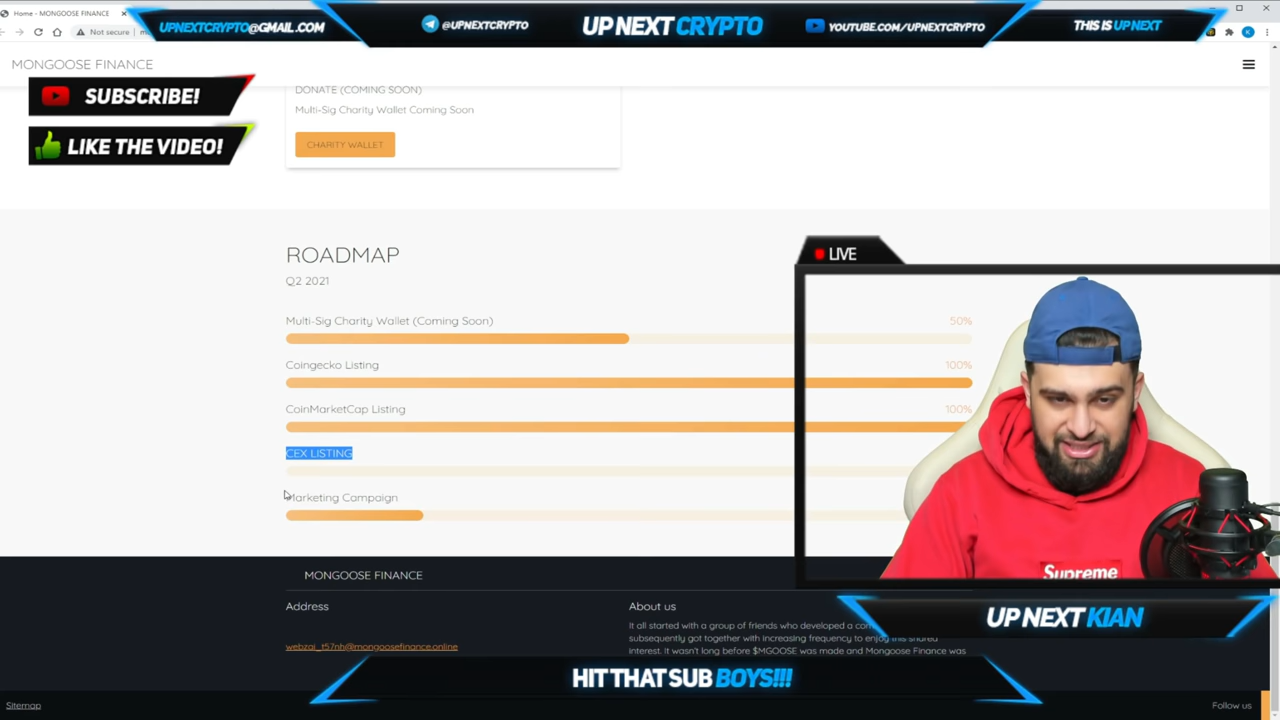 Home - MONGOOSE FINANCE
Not secure
UPNEXTCRYPTO@GMAIL.COM
@UPNEXTCRYPTO
UP NEXT CRYPTO
YOUTUBE.COM/UPNEXTCRYPTO
THIS IS UP NEXT
MONGOOSE FINANCE
SUBSCRIBE!
LIKE THE VIDEO!
DONATE (COMING SOON)
Multi-Sig Charity Wallet Coming Soon
CHARITY WALLET
ROADMAP
Q2 2021
Multi-Sig Charity Wallet (Coming Soon)
50%
Coingecko Listing
100%
CoinMarketCap Listing
100%
CEX LISTING
Marketing Campaign
LIVE
Supreme
UP NEXT KIAN
MONGOOSE FINANCE
Address
webzai_t57nh@mongoosefinance.online
About us
It all started with a group of friends who developed a
subsequently got together with increasing frequency to enjoy this shared
interest. It wasn't long before $MGOOSE was made and Mongoose Finance was
HIT THAT SUB BOYS!!!
Sitemap
Follow us